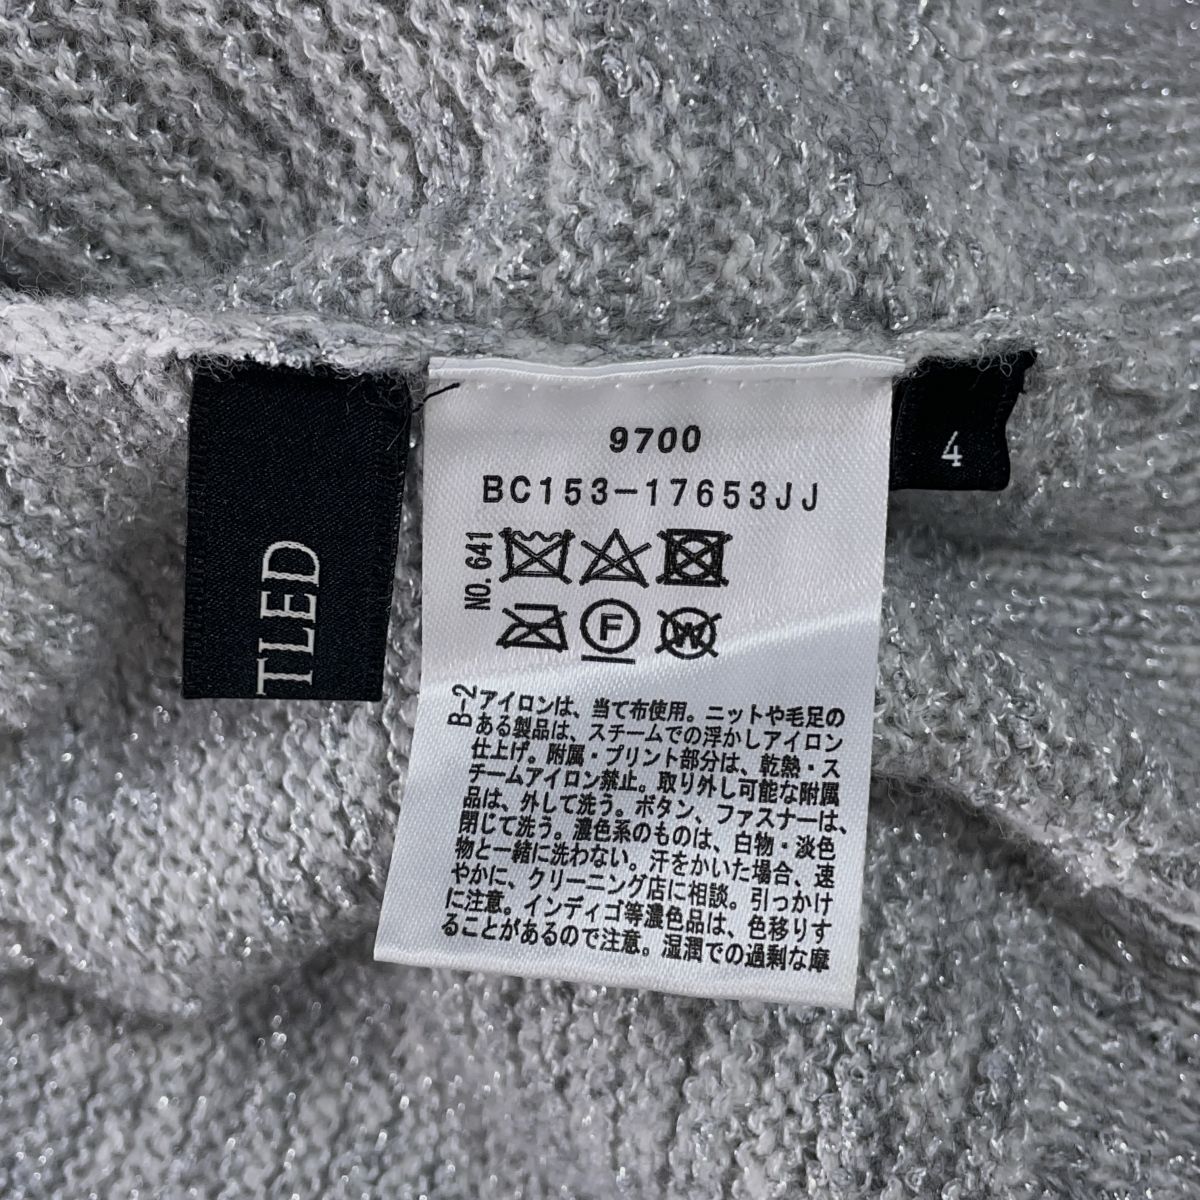 9700
BC153-17653JJ
4
NO.641
F
W
TLED
B-2
アイロンは、当て布使用。ニットや毛足の
ある製品は、スチームでの浮かしアイロン
仕上げ。附属・プリント部分は、乾熱・ス
チームアイロン禁止。取り外し可能な附属
品は、外して洗う。ボタン、ファスナーは、
閉じて洗う。濃色系のものは、白物・淡色
物と一緒に洗わない。汗をかいた場合、速
やかに、クリーニング店に相談。引っかけ
に注意。インディゴ等濃色品は、色移りす
ることがあるので注意。湿潤での過剰な摩